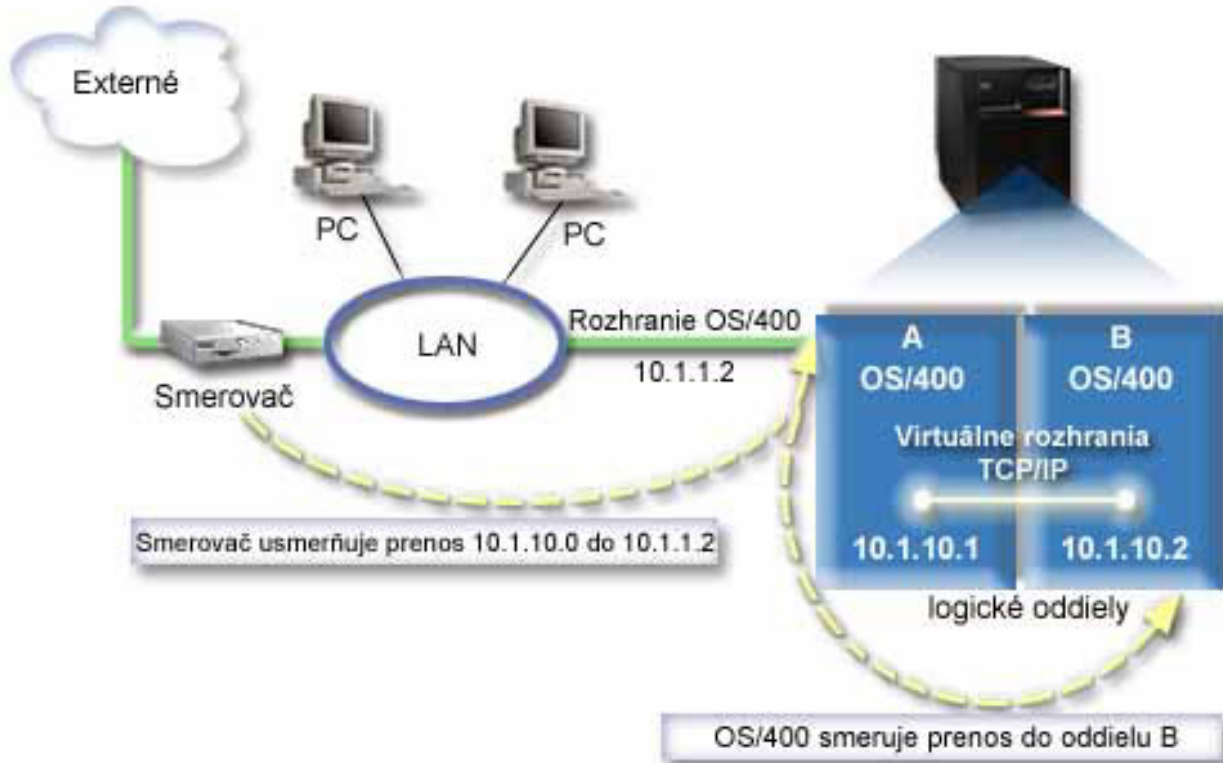 Externé
PC
PC
LAN
Smerovač
Rozhranie OS/400
10.1.1.2
A
OS/400
B
OS/400
Virtuálne rozhrania
TCP/IP
10.1.10.1
10.1.10.2
logické oddiely
Smerovač usmerňuje prenos 10.1.10.0 do 10.1.1.2
OS/400 smeruje prenos do oddielu B